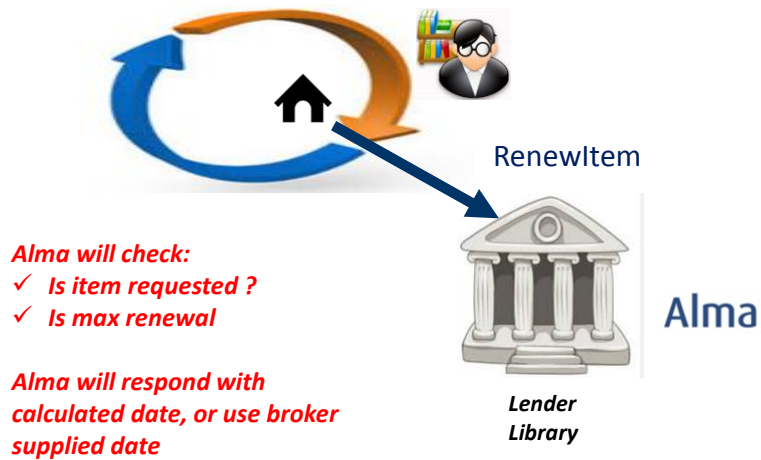 RenewItem
Alma will check:
✓ Is item requested ?
✓ Is max renewal
Alma
Alma will respond with
calculated date, or use broker
supplied date
Lender
Library